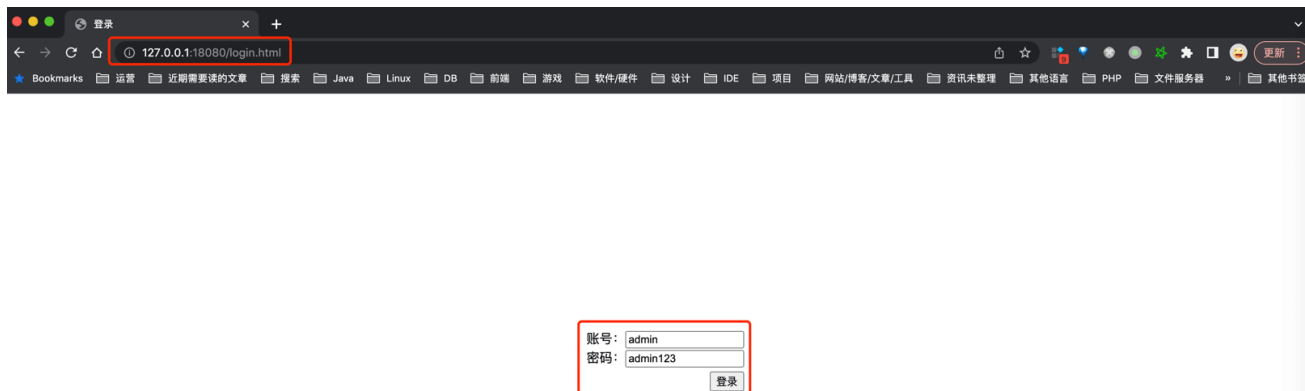 登录
127.0.0.1:18080/login.html
更新
Bookmarks 运营 近期需要读的文章 搜索 Java Linux DB 前端 游戏 软件/硬件 设计 IDE 项目 网站/博客/文章/工具 资讯未整理 其他语言 PHP 文件服务器 » 其他书签
账号: admin
密码: admin123
登录